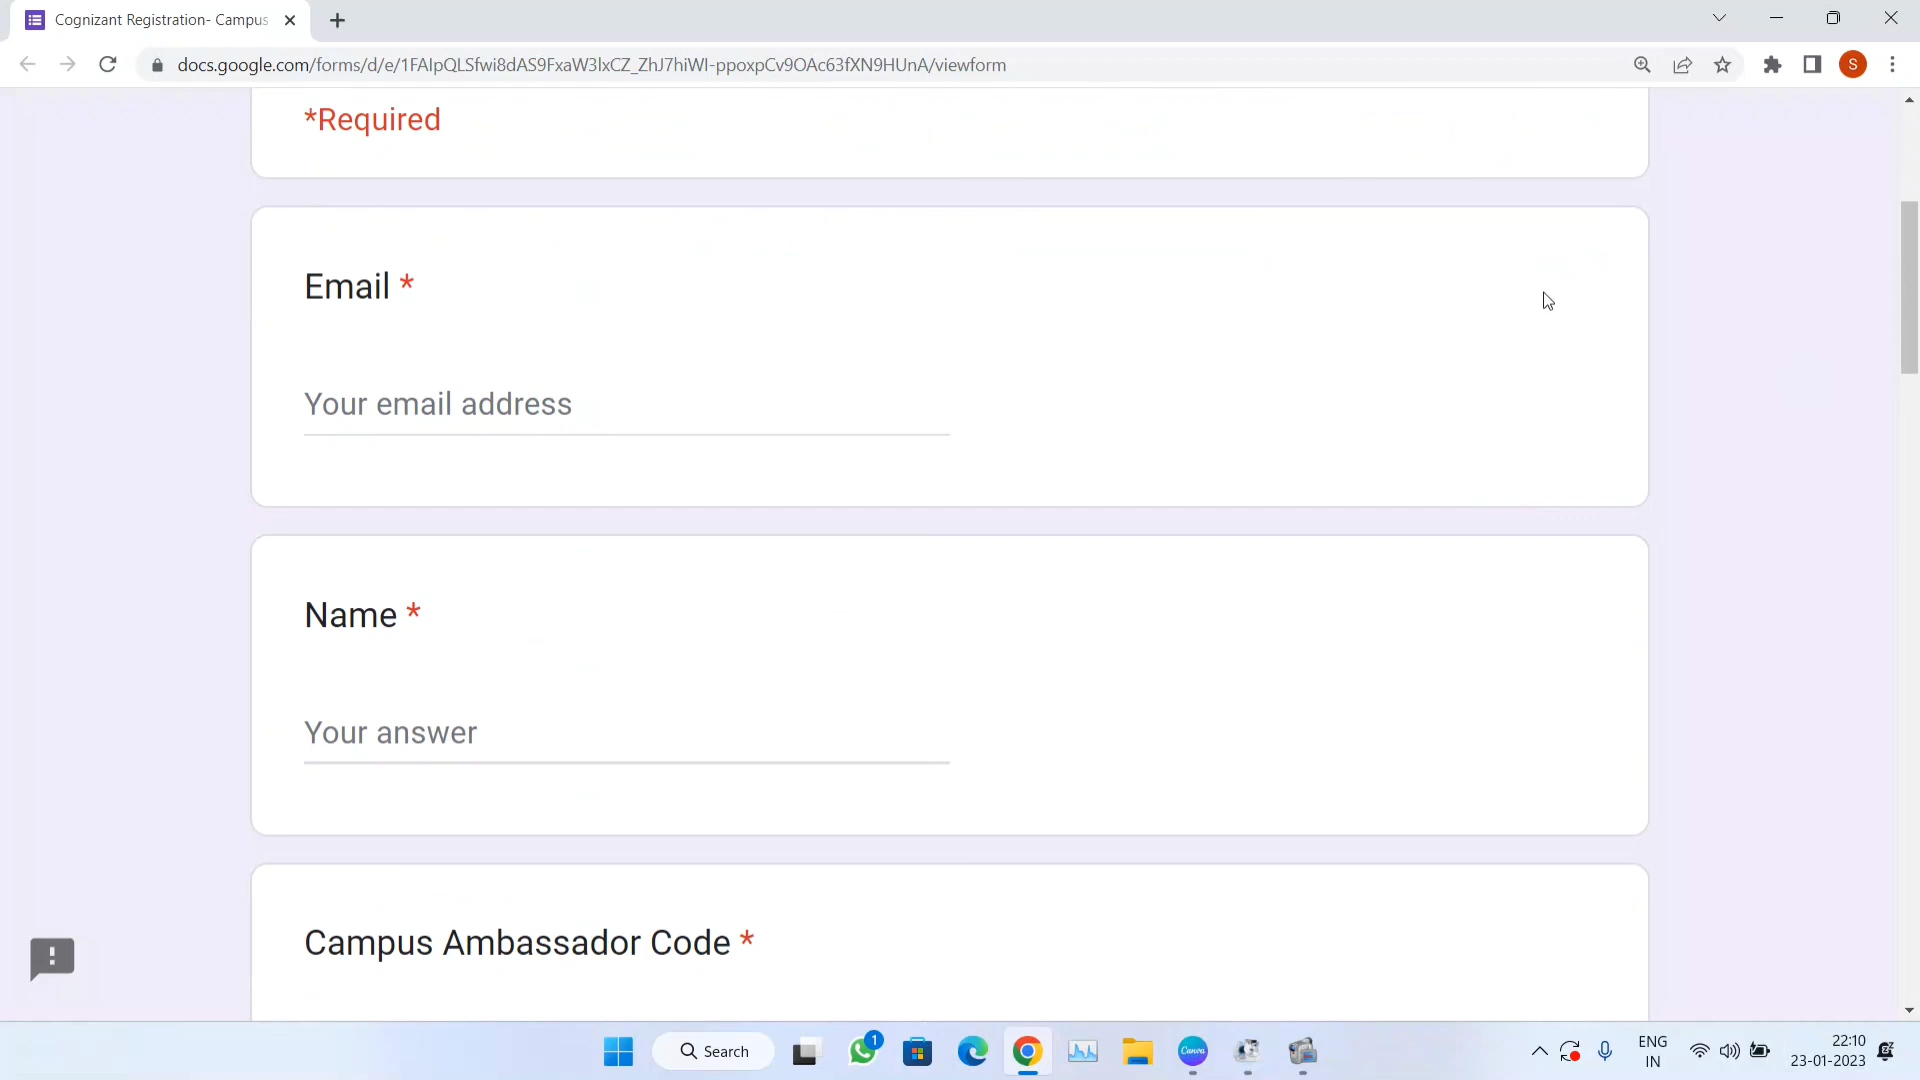 Cognizant Registration- Campus
docs.google.com/forms/d/e/1FAIpQLSfwi8dAS9FxaW3lxCZ_ZhJ7hiWI-ppoxpCv9OAc63fXN9HUnA/viewform
S
*Required
Email *
Your email address
Name *
Your answer
Campus Ambassador Code *
Search
1
Canva
ENG
IN
22:10
23-01-2023